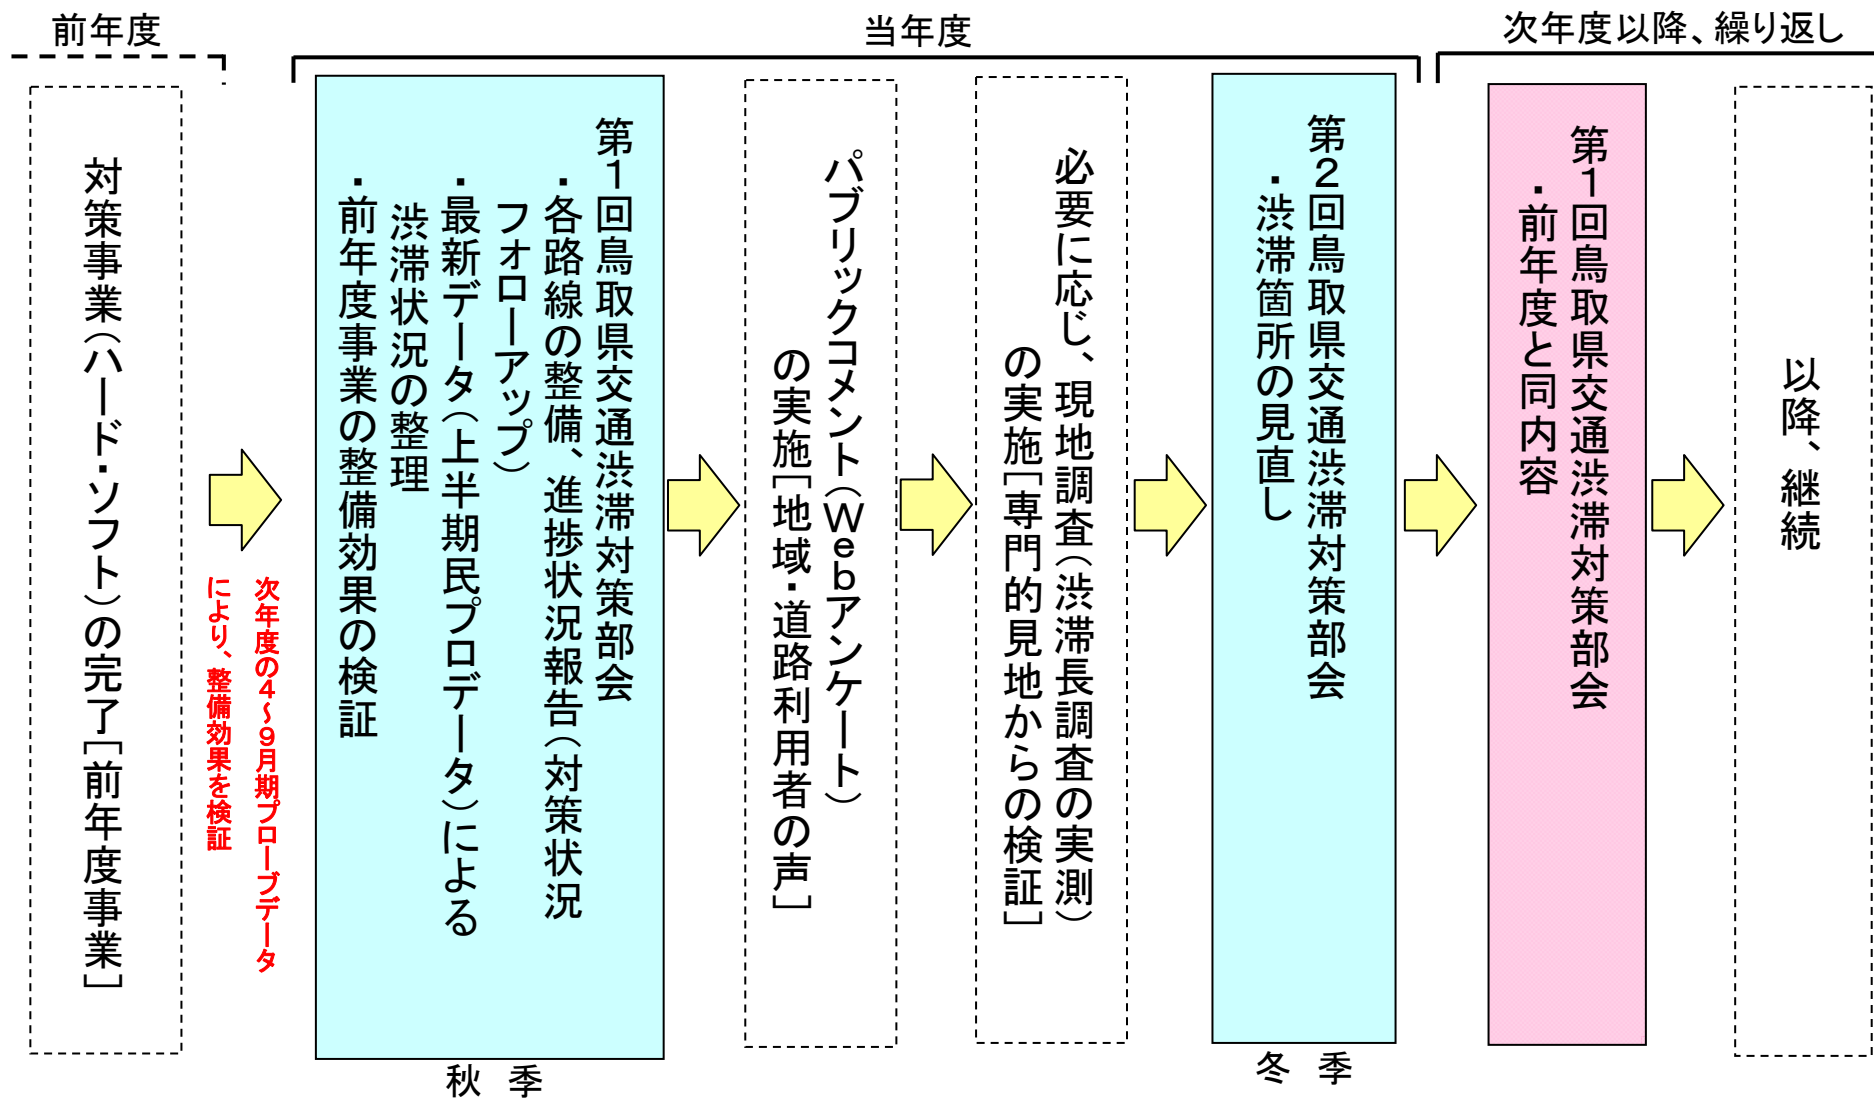 前年度
当年度
次年度以降、繰り返し
対策事業(ハード・ソフト)の完了[前年度事業]
次年度の4~9月期プローブデータ
により、整備効果を検証
第1回鳥取県交通渋滞対策部会
・各路線の整備、進捗状況報告(対策状況
フオローアップ)
・最新データ(上半期民プロデータ)による
渋滞状況の整理
・前年度事業の整備効果の検証
秋 季
パブリックコメント(Webアンケート)
の実施[地域・道路利用者の声]
必要に応じ、現地調査(渋滞長調査の実測)
の実施[専門的見地からの検証]
第2回鳥取県交通渋滞対策部会
・渋滞箇所の見直し
冬 季
第1回鳥取県交通渋滞対策部会
・前年度と同内容
以降、継続